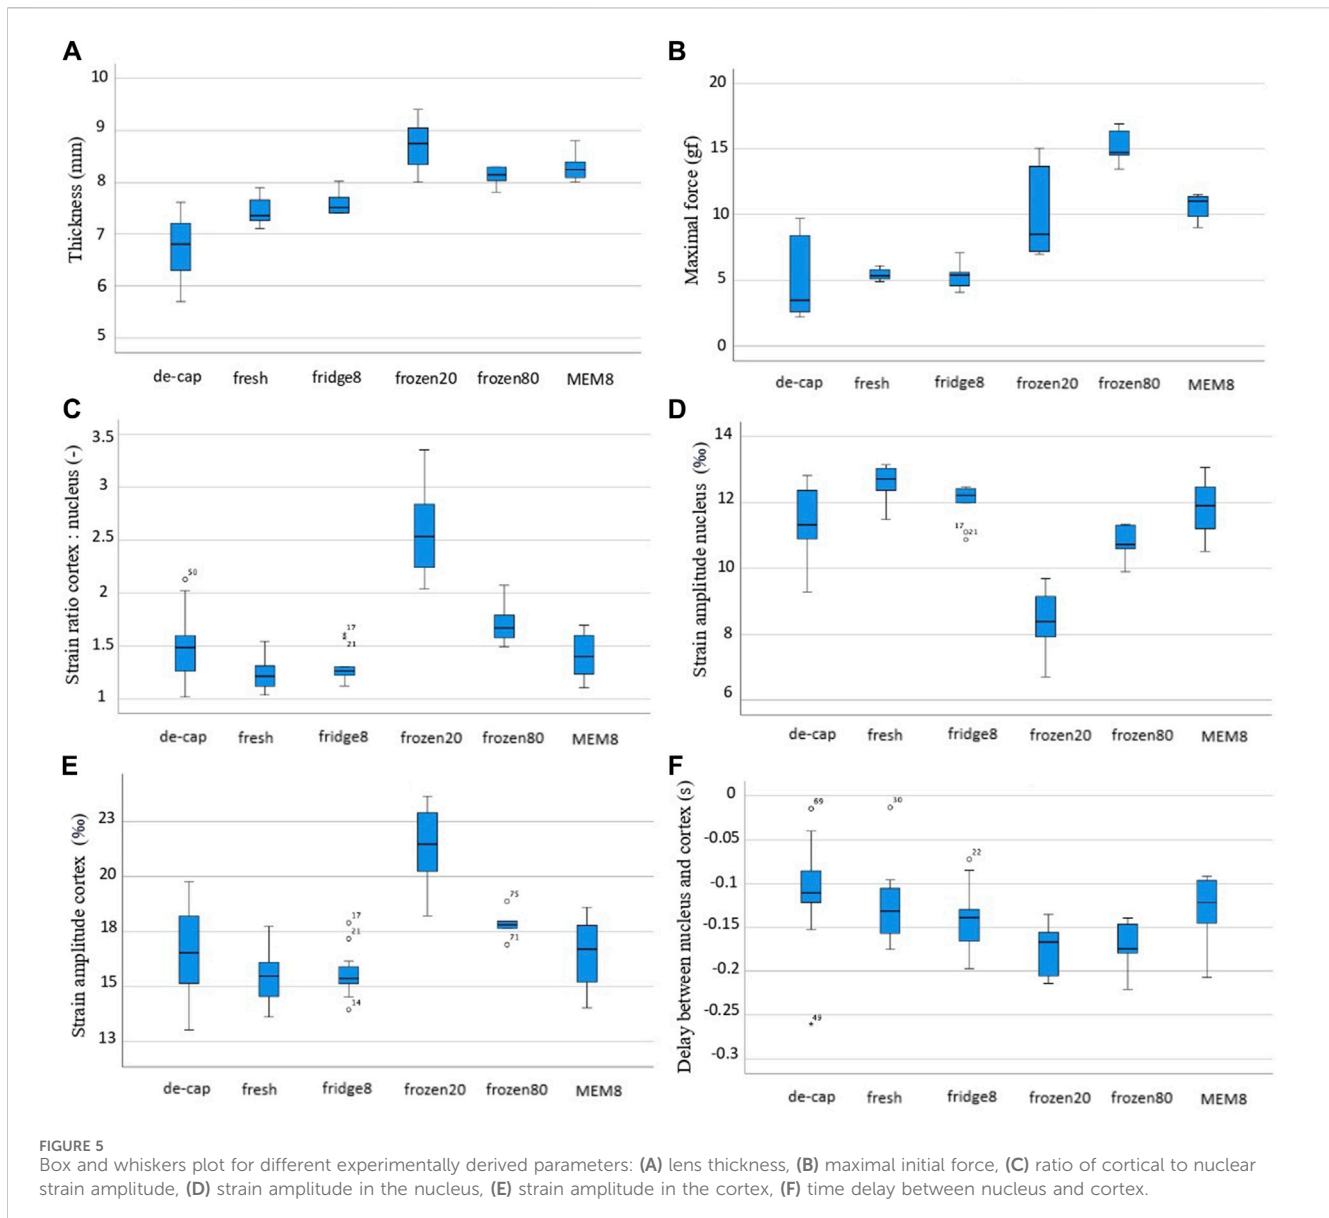 A
Thickness (mm)
10
9
8
7
6
5
de-cap fresh fridge8 frozen20 frozen80 MEM8
B
Maximal force (gf)
20
15
10
5
0
de-cap fresh fridge8 frozen20 frozen80 MEM8
C
Strain ratio cortex : nucleus (-)
3.5
3
2.5
2
1.5
1
50
17
21
de-cap fresh fridge8 frozen20 frozen80 MEM8
D
Strain amplitude nucleus (‰)
14
12
10
8
6
17
21
de-cap fresh fridge8 frozen20 frozen80 MEM8
E
Strain amplitude cortex (‰)
23
20
18
15
13
17
21
14
75
71
de-cap fresh fridge8 frozen20 frozen80 MEM8
F
Delay between nucleus and cortex (s)
0
-0.05
-0.1
-0.15
-0.2
-0.25
-0.3
69
49
30
22
de-cap fresh fridge8 frozen20 frozen80 MEM8
FIGURE 5
Box and whiskers plot for different experimentally derived parameters: (A) lens thickness, (B) maximal initial force, (C) ratio of cortical to nuclear
strain amplitude, (D) strain amplitude in the nucleus, (E) strain amplitude in the cortex, (F) time delay between nucleus and cortex.